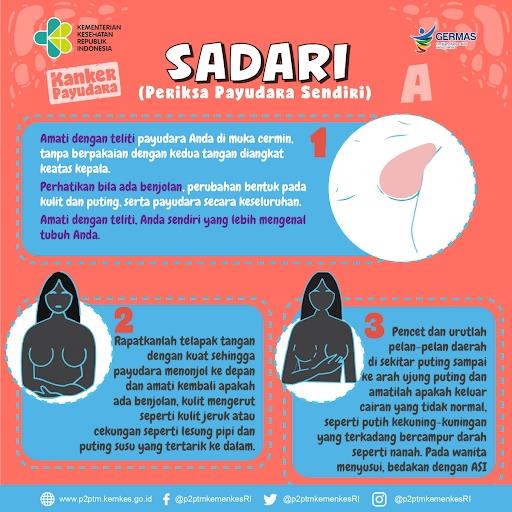 KEMENTERIAN
KESEHATAN
REPUBLIK
INDONESIA
GERMAS
Kanker
Payudara
SADARI
(Periksa Payudara Sendiri)
A
1
Amati dengan teliti payudara Anda di muka cermin,
tanpa berpakaian dengan kedua tangan diangkat
keatas kepala.
Perhatikan bila ada benjolan, perubahan bentuk pada
kulit dan puting, serta payudara secara keseluruhan.
Amati dengan teliti, Anda sendiri yang lebih mengenal
tubuh Anda.
2
Rapatkanlah telapak tangan
dengan kuat sehingga
payudara menonjol ke depan
dan amati kembali apakah
ada benjolan, kulit mengerut
seperti kulit jeruk atau
cekungan seperti lesung pipi dan
puting susu yang tertarik ke dalam.
3
Pencet dan urutlah
pelan-pelan daerah
di sekitar puting sampai
ke arah ujung puting dan
amatilah apakah keluar
cairan yang tidak normal,
seperti putih kekuning-kuningan
yang terkadang bercampur darah
seperti nanah. Pada wanita
menyusui, bedakan dengan ASI
www.p2ptm.kemkes.go.id
@p2ptmkemenkesRI
@p2ptmkemenkesRI
@p2ptmkemenkesRI